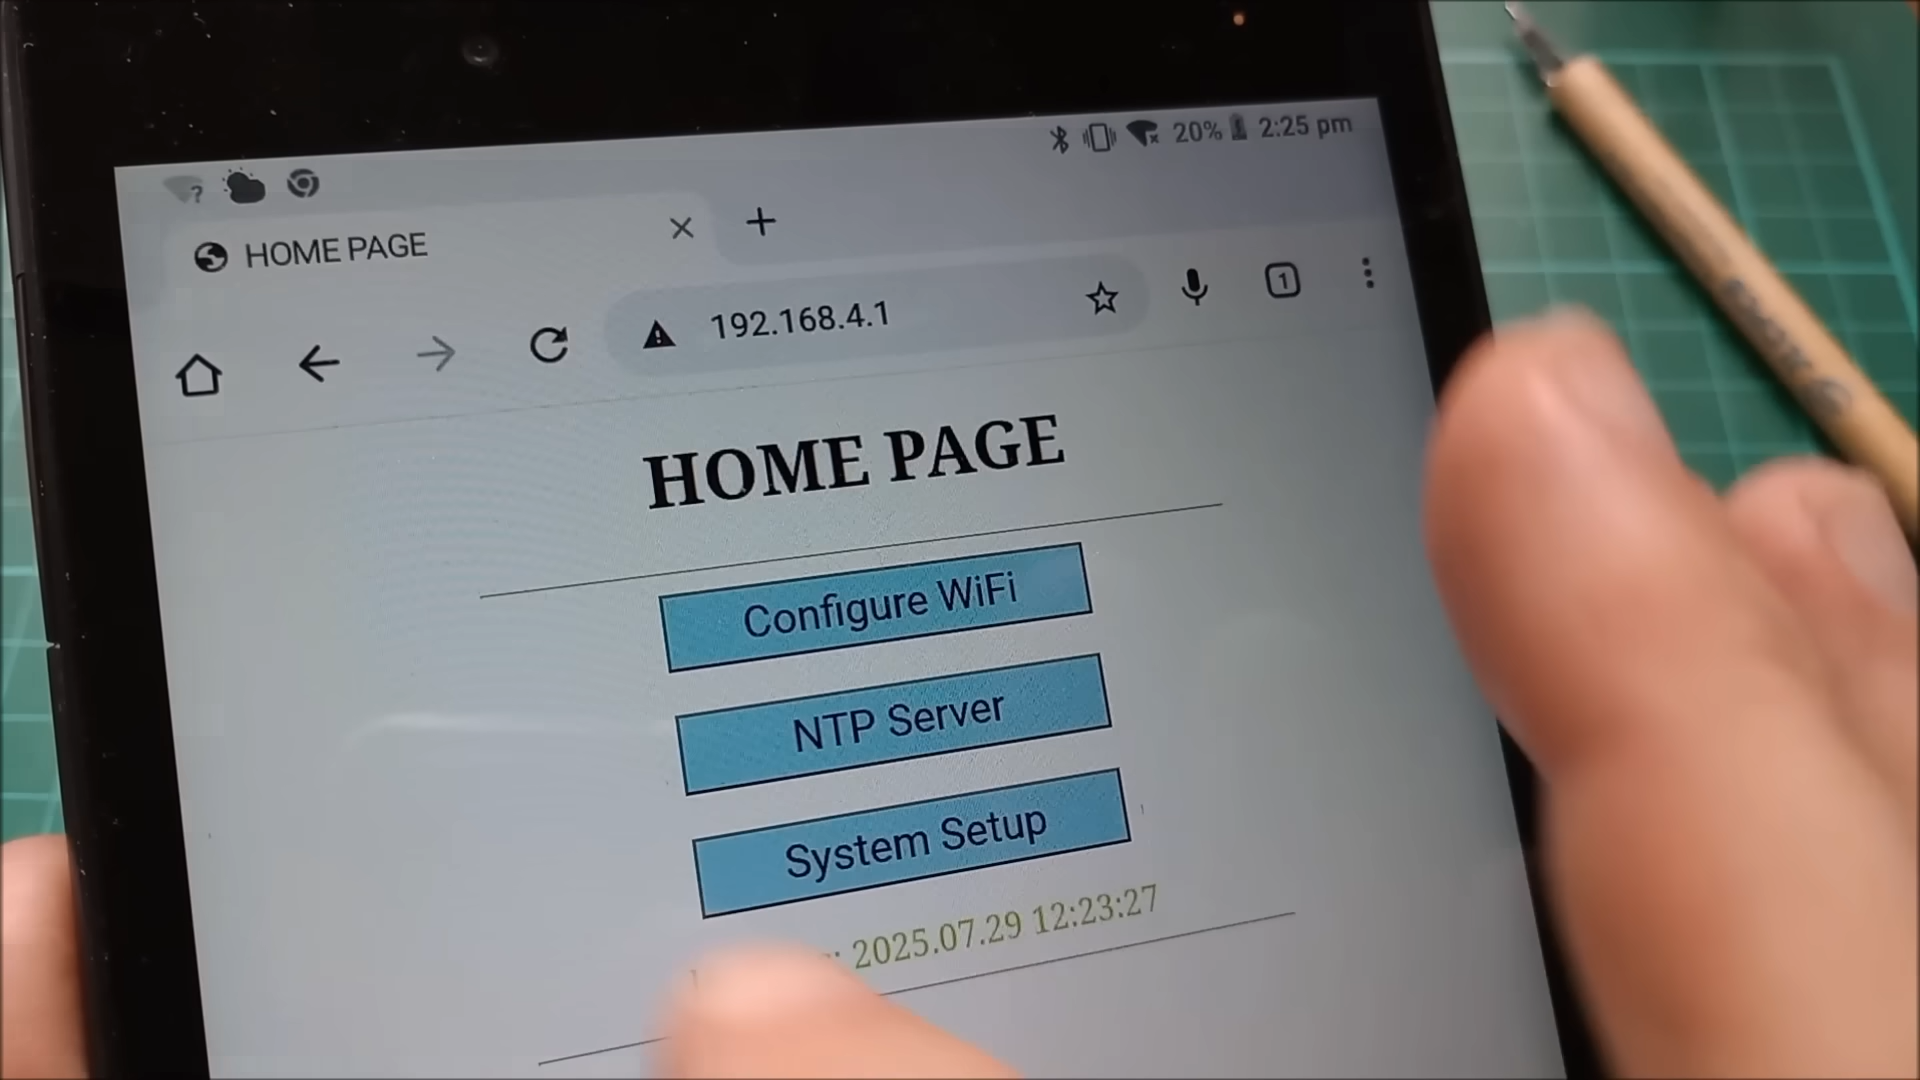 20% 2:25 pm
HOME PAGE
192.168.4.1
1
HOME PAGE
Configure WiFi
NTP Server
System Setup
: 2025.07.29 12:23:27